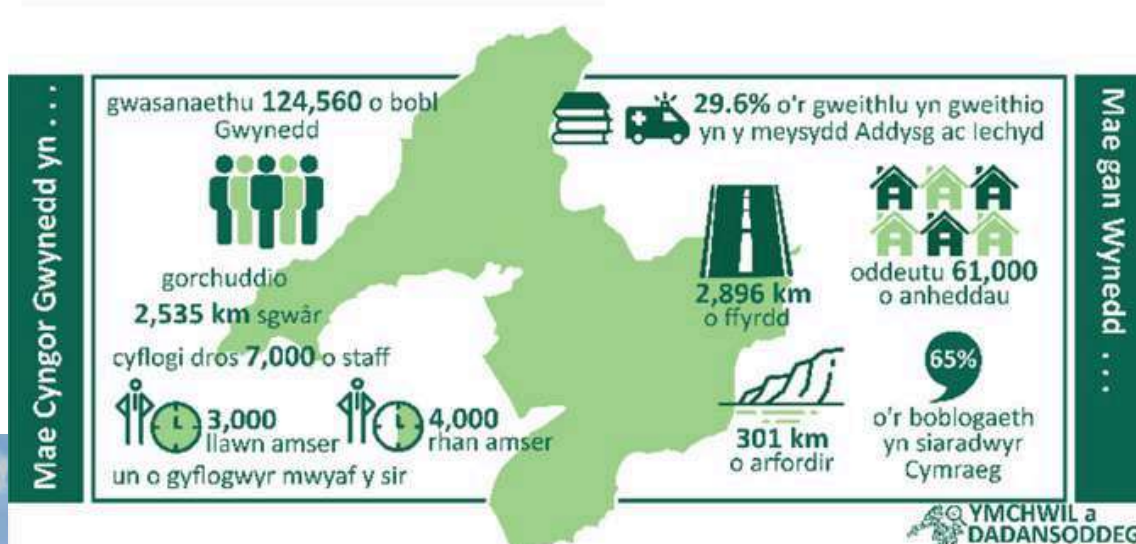 Mae Cyngor Gwynedd yn . . .
gwasanaethu 124,560 o bobl
Gwynedd
gorchuddio
2,535 km sgwâr
cyflogi dros 7,000 o staff
3,000
llawn amser
4,000
rhan amser
un o gyflogwyr mwyaf y sir
Mae gan Wynedd . . .
29.6% o'r gweithlu yn gweithio
yn y meysydd Addysg ac Iechyd
2,896 km
o ffyrdd
oddeutu 61,000
o anheddau
301 km
o arfordir
65%
o'r boblogaeth
yn siaradwyr
Cymraeg
YMCHWIL a
DADANSODDEG